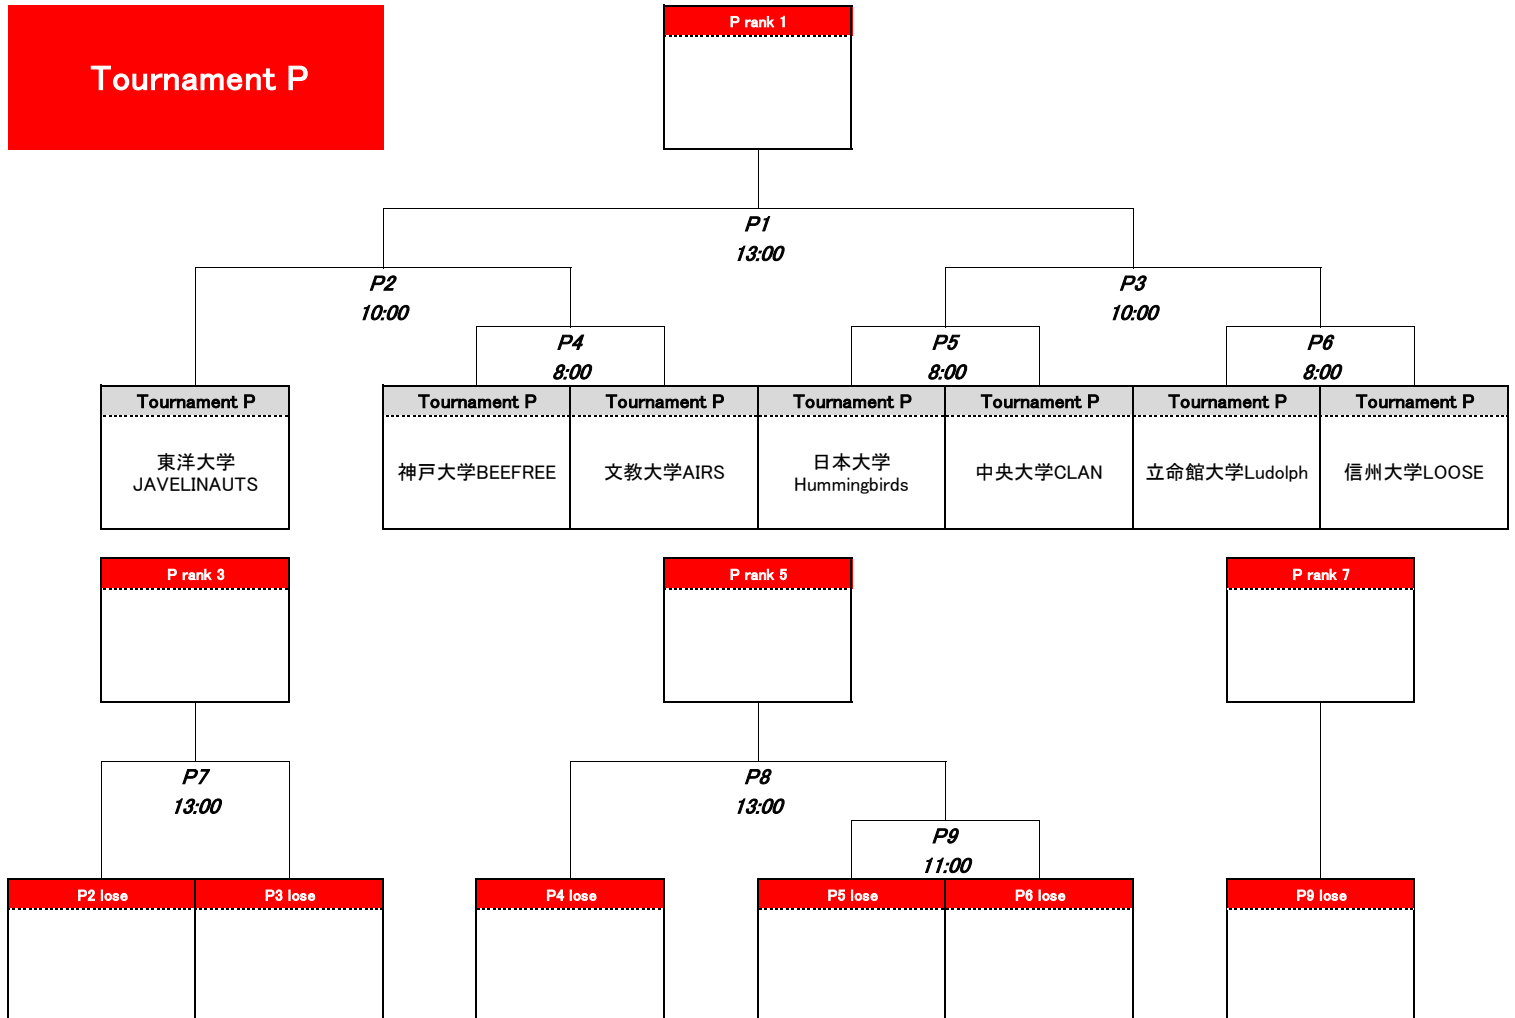 Tournament P
P rank 1
P1
13:00
P2
10:00
P3
10:00
P4
8:00
P5
8:00
P6
8:00
Tournament P
Tournament P
Tournament P
Tournament P
Tournament P
Tournament P
Tournament P
東洋大学
JAVELINAUTS
神戸大学BEEFREE
文教大学AIRS
日本大学
Hummingbirds
中央大学CLAN
立命館大学Ludolph
信州大学LOOSE
P rank 3
P rank 5
P rank 7
P7
13:00
P8
13:00
P9
11:00
P2 lose
P3 lose
P4 lose
P5 lose
P6 lose
P9 lose